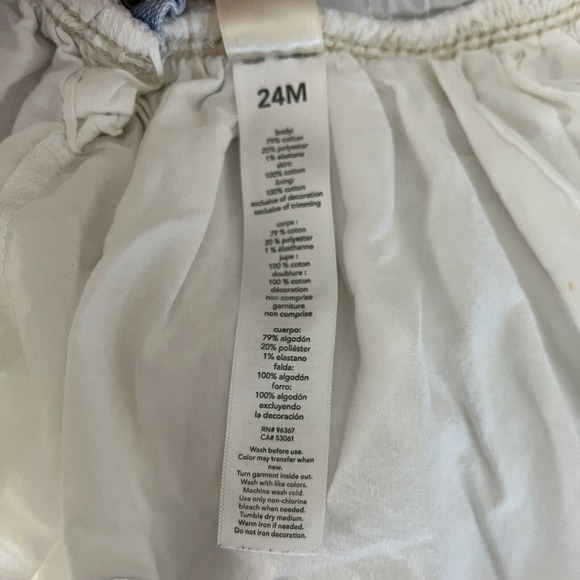 24M
body:
79% cotton
20% polyester
1% elastane
skirt:
100% cotton
lining:
100% cotton
exclusive of decoration
exclusive of trimming
corps :
79 % coton
20 % polyester
1 % élasthanne
jupe :
100 % coton
doublure :
100 % coton
décoration
non comprise
garniture
non comprise
cuerpo:
79% algodón
20% poliéster
1% elastano
falda:
100% algodón
forro:
100% algodón
excluyendo
la decoración
RN# 96367
CA# 53061
Wash before use.
Color may transfer when
new.
Turn garment inside out.
Wash with like colors.
Machine wash cold.
Use only non-chlorine
bleach when needed.
Tumble dry medium.
Warm iron if needed.
Do not iron decoration.